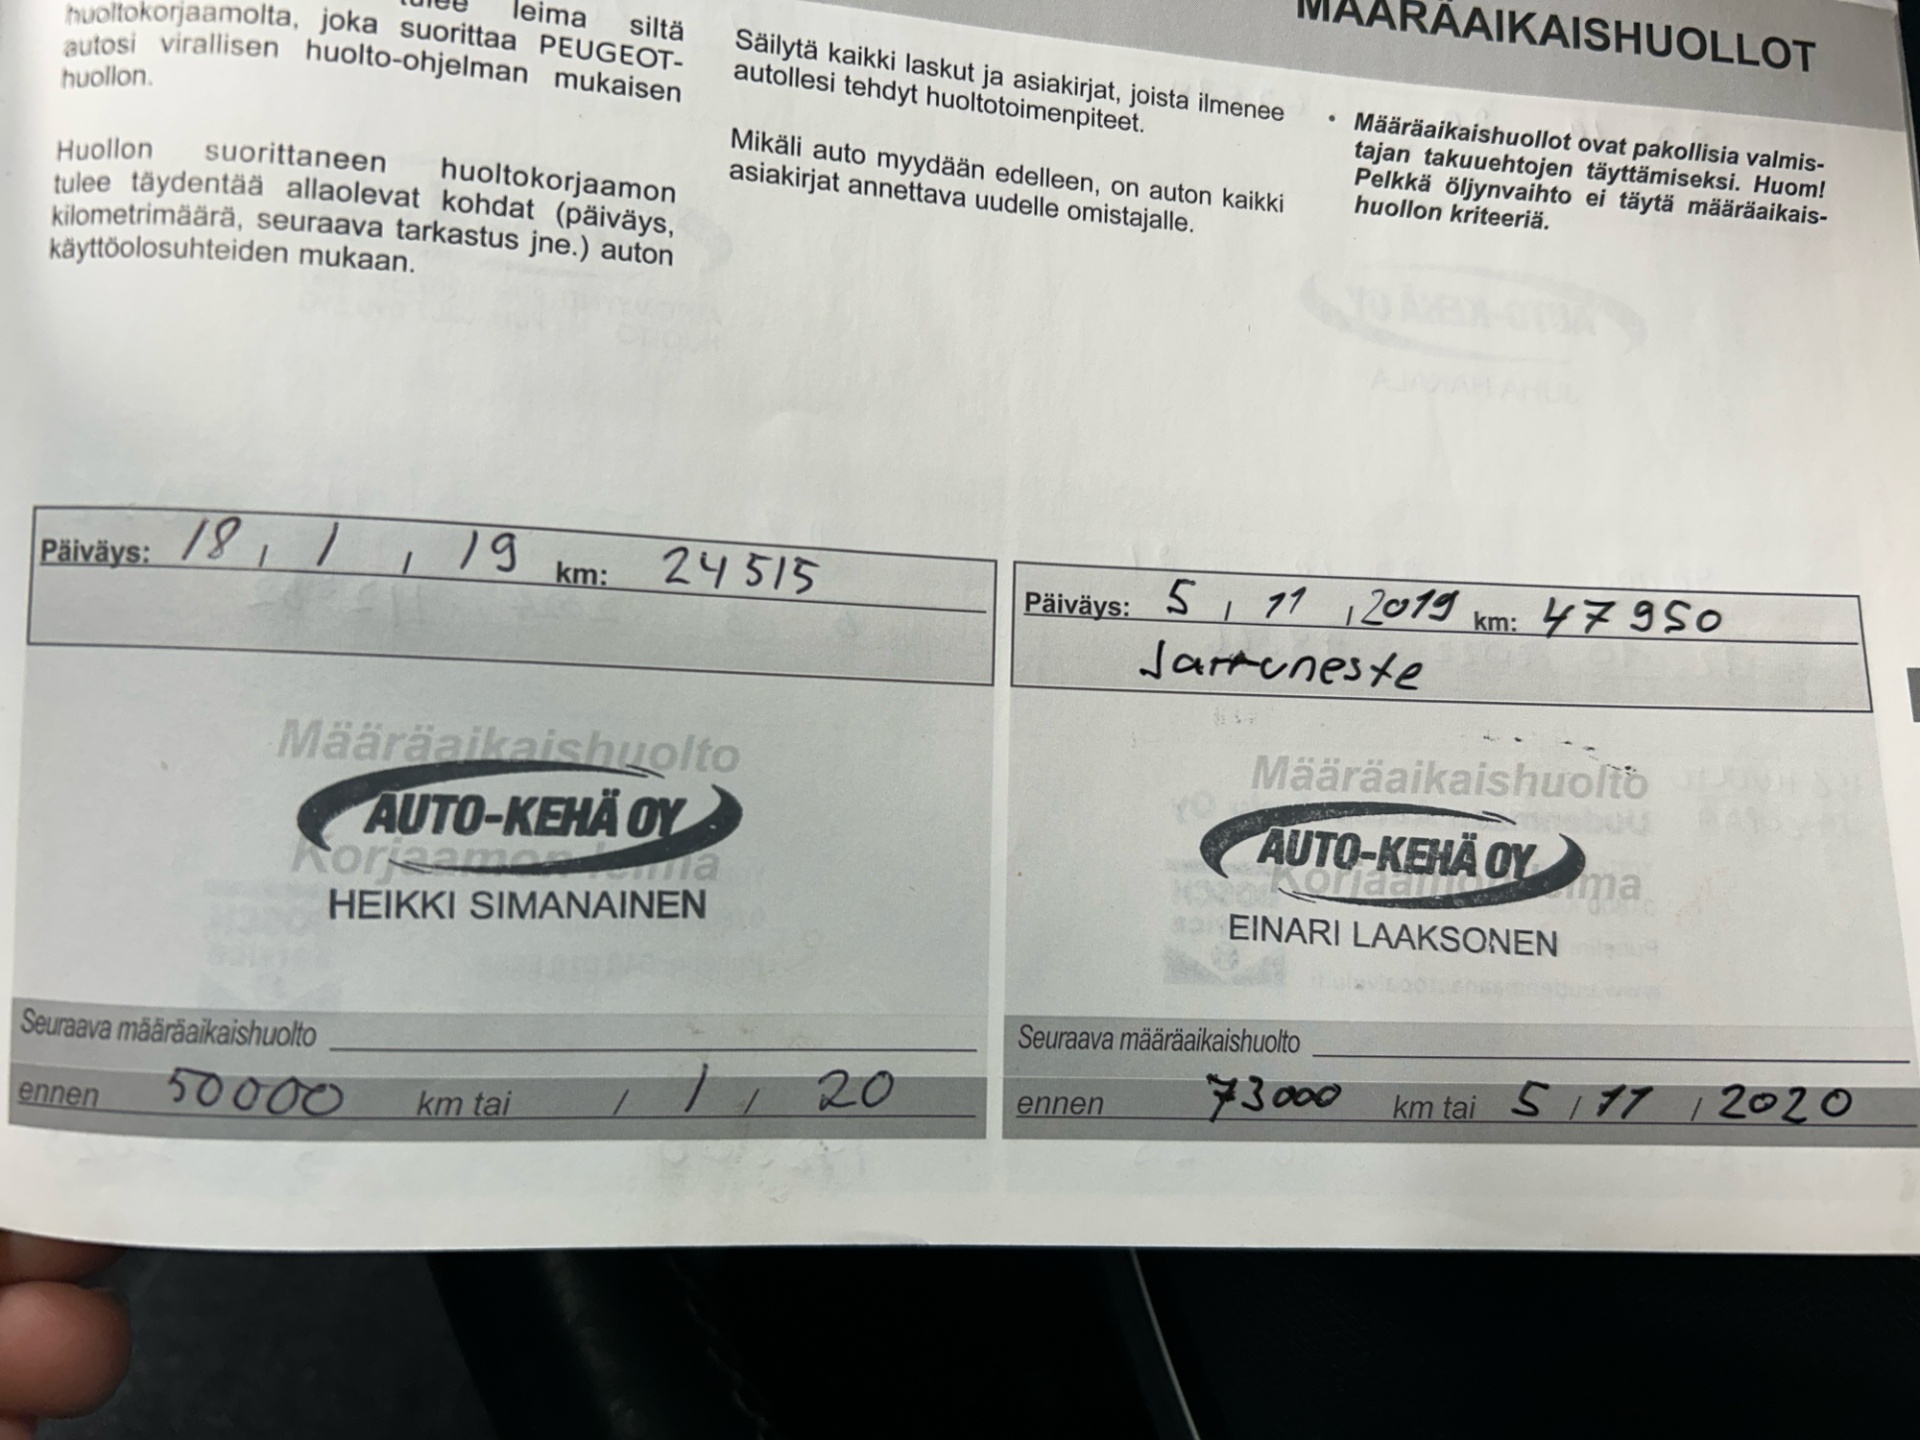 leima siltä
huoltokorjaamolta, joka suorittaa PEUGEOT-
autosi virallisen huolto-ohjelman mukaisen
huollon.
Huollon suorittaneen huoltokorjaamon
tulee täydentää allaolevat kohdat (päiväys,
kilometrimäärä, seuraava tarkastus jne.) auton
käyttöolosuhteiden mukaan.
Säilytä kaikki laskut ja asiakirjat, joista ilmenee
autollesi tehdyt huoltotoimenpiteet.
Mikäli auto myydään edelleen, on auton kaikki
asiakirjat annettava uudelle omistajalle.
MÄÄRÄAIKAISHUOLLOT
• Määräaikaishuollot ovat pakollisia valmis-
tajan takuuehtojen täyttämiseksi. Huom!
Pelkkä öljynvaihto ei täytä määräaikais-
huollon kriteeriä.
Päiväys: 18 / 1 / 19 km: 24515
Määräaikaishuolto
AUTO-KEHÄ OY
Korjaamon leima
HEIKKI SIMANAINEN
Seuraava määräaikaishuolto
ennen 50000 km tai / 1 / 20
Päiväys: 5 / 11 / 2019 km: 47950
Jarruneste
Määräaikaishuolto
AUTO-KEHÄ OY
Korjaamon leima
EINARI LAAKSONEN
Seuraava määräaikaishuolto
ennen 73000 km tai 5 / 11 / 2020